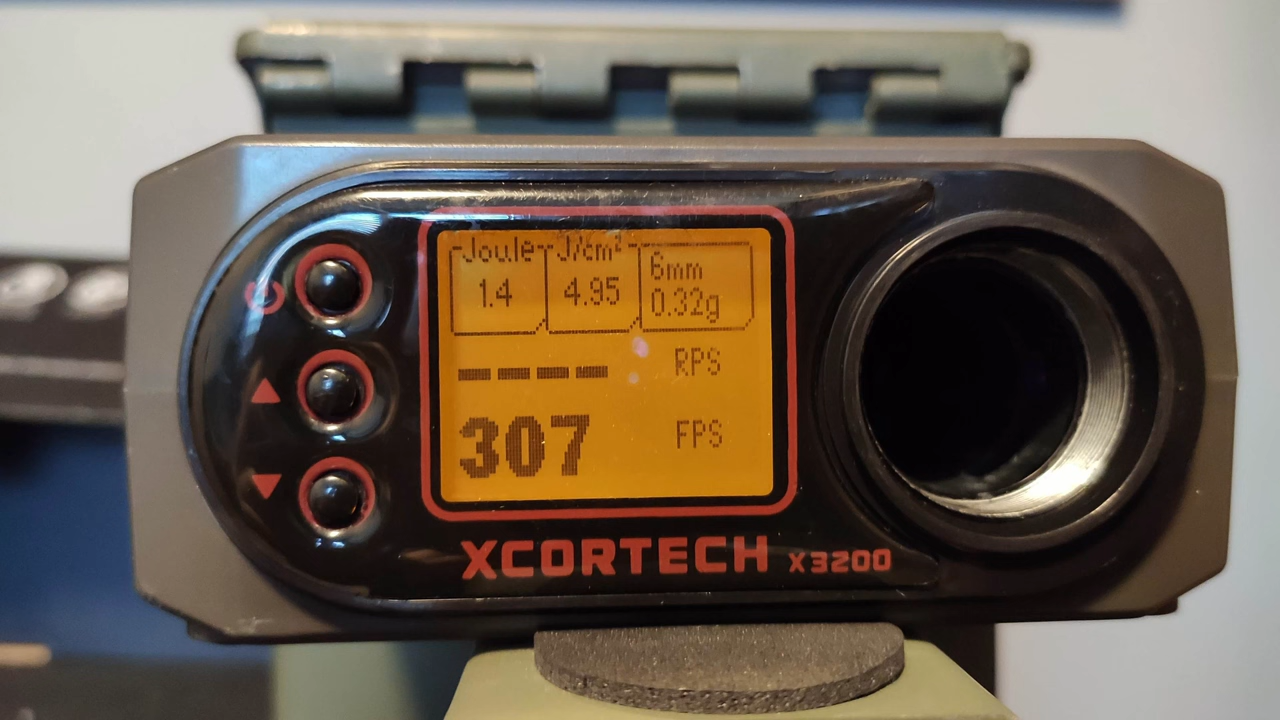 Joule J/cm² 6mm
1.4 4.95 0.32g
---- RPS
307 FPS
XCORTECH X3200